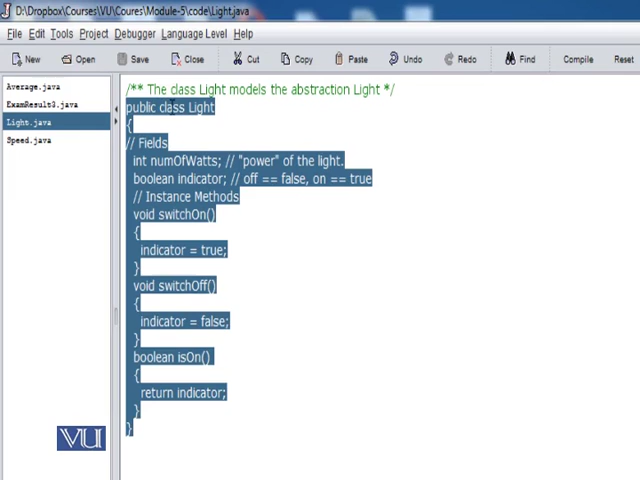 D:\Dropbox\Courses\VU\Coures\Module-5\code\Light.java
File Edit Tools Project Debugger Language Level Help
New Open Save Close Cut Copy Paste Undo Redo Find Compile Reset
Average.java
ExamResult3.java
Light.java
Speed.java
/** The class Light models the abstraction Light */
public class Light
{
// Fields
int numOfWatts; // "power" of the light.
boolean indicator; // off == false, on == true
// Instance Methods
void switchOn()
{
indicator = true;
}
void switchOff()
{
indicator = false;
}
boolean isOn()
{
return indicator;
}
}
VU